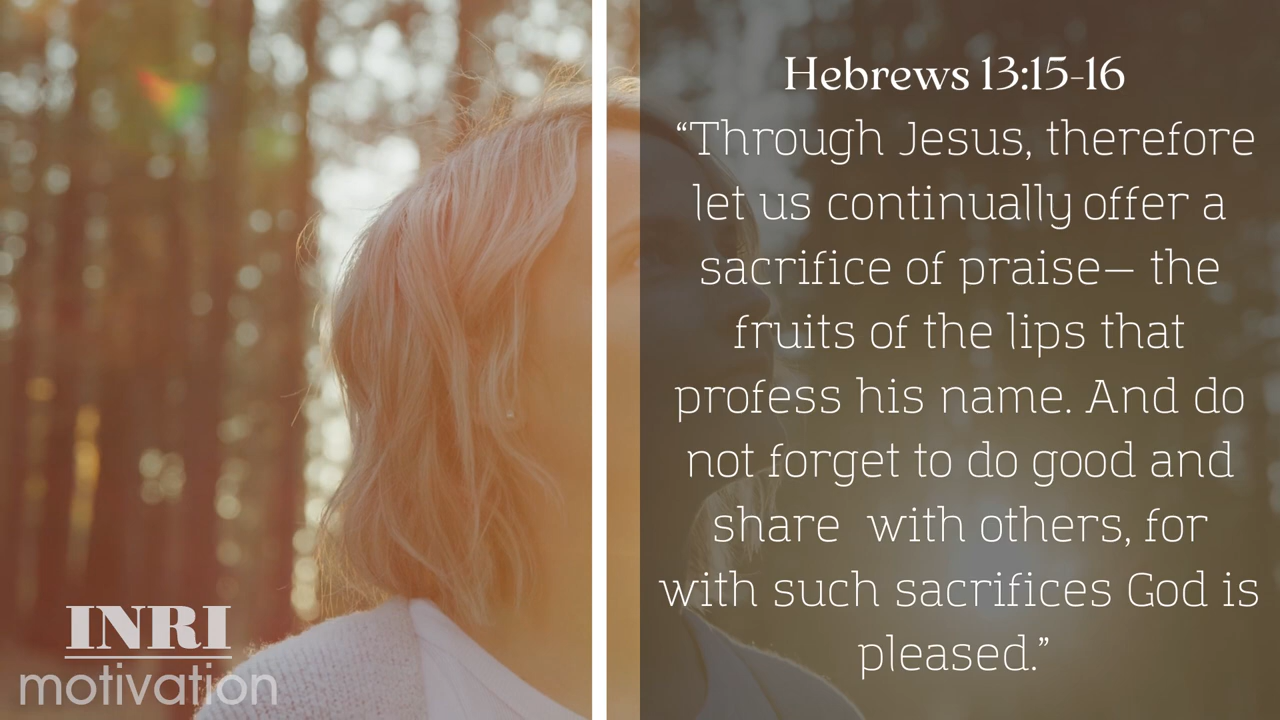 Hebrews 13:15-16
“Through Jesus, therefore
let us continually offer a
sacrifice of praise— the
fruits of the lips that
profess his name. And do
not forget to do good and
share with others, for
with such sacrifices God is
pleased.”
INRI
motivation